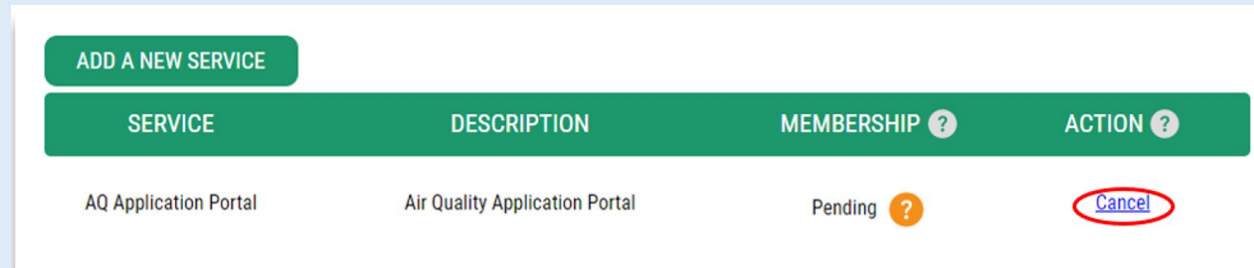 ADD A NEW SERVICE
SERVICE DESCRIPTION MEMBERSHIP ? ACTION ?
AQ Application Portal Air Quality Application Portal Pending ? Cancel